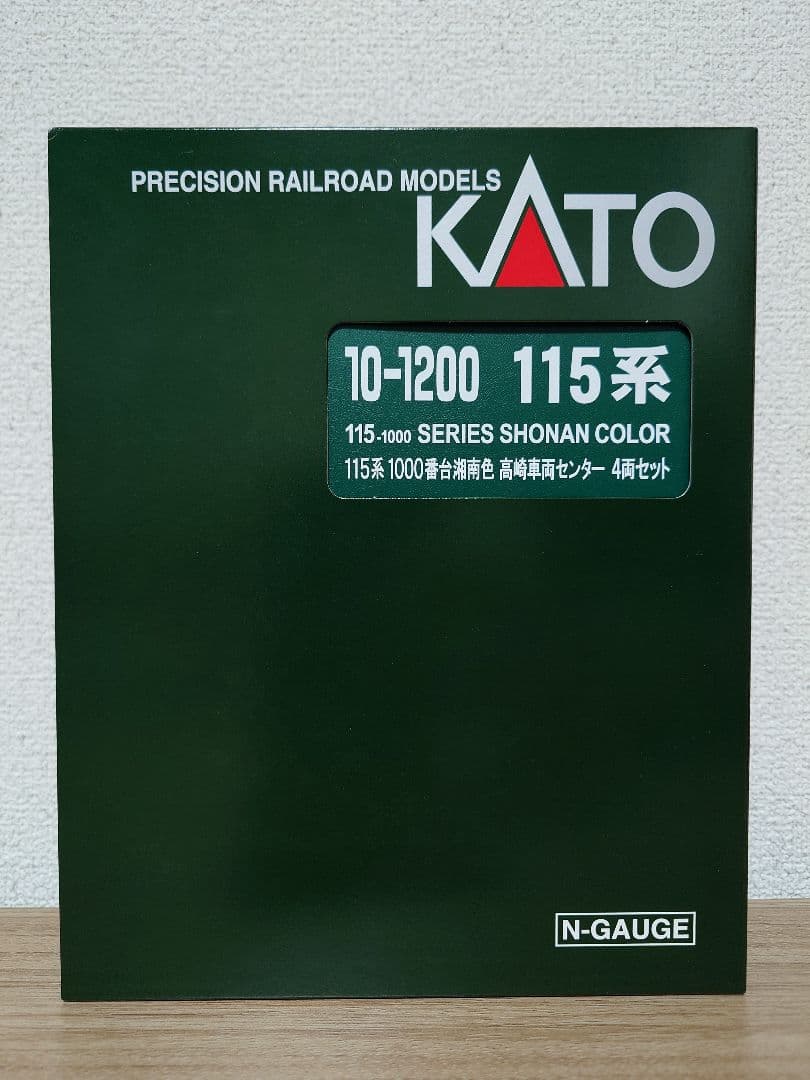 PRECISION RAILROAD MODELS
KATO
10-1200 115系
115-1000 SERIES SHONAN COLOR
115系 1000番台湘南色 高崎車両センター 4両セット
N-GAUGE